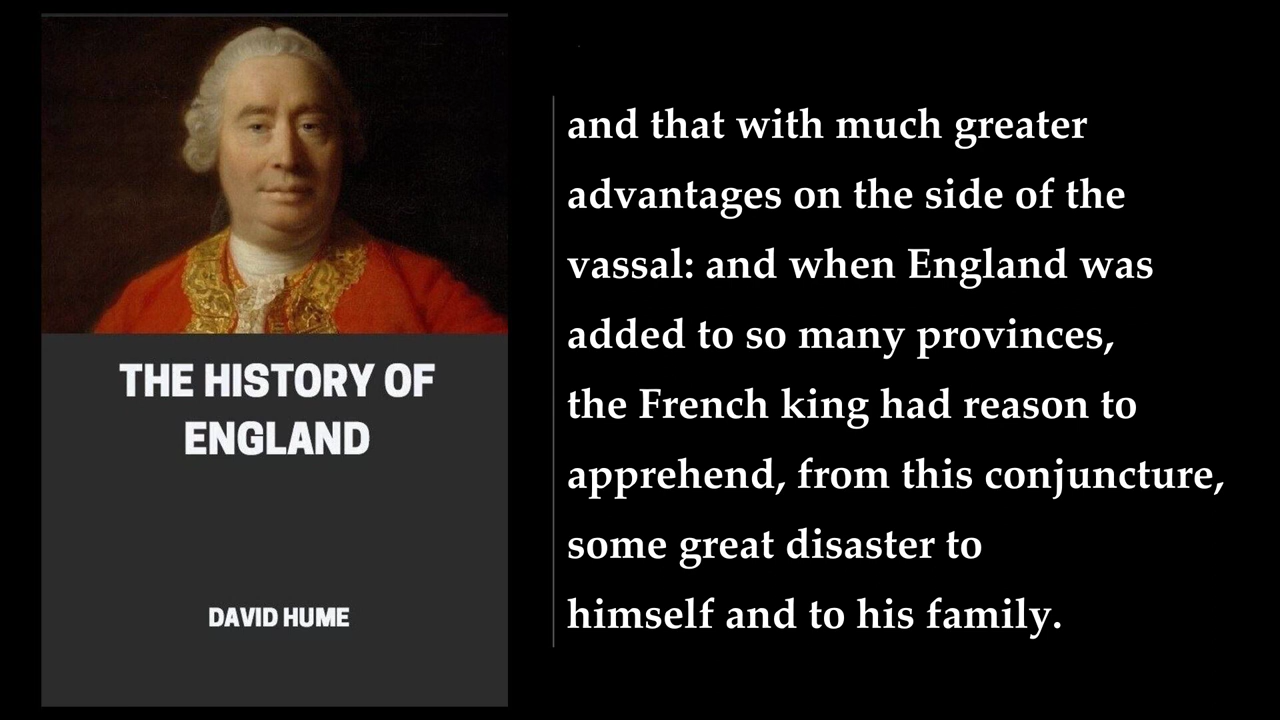 THE HISTORY OF
ENGLAND
DAVID HUME
and that with much greater
advantages on the side of the
vassal: and when England was
added to so many provinces,
the French king had reason to
apprehend, from this conjuncture,
some great disaster to
himself and to his family.